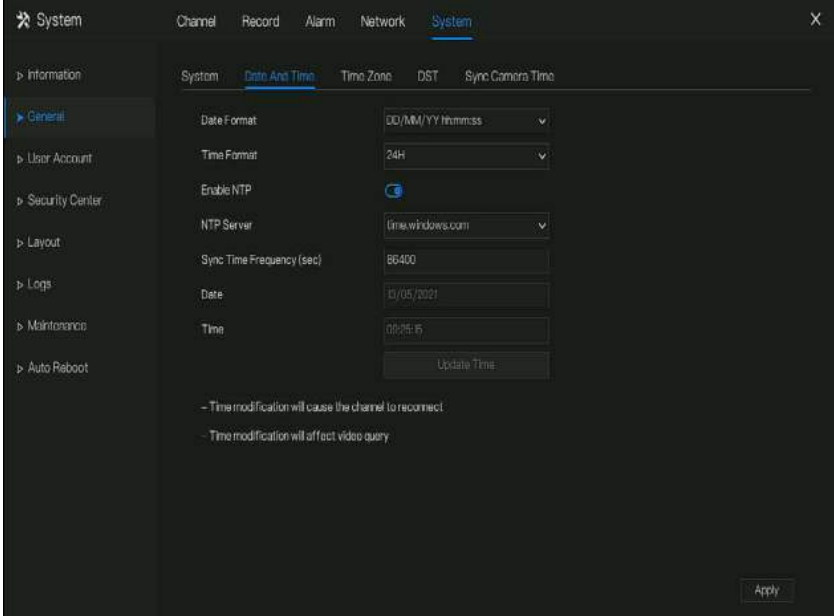 System
Channel Record Alarm Network System X
Information
General
User Account
Security Center
Layout
Logs
Maintenance
Auto Reboot
System Date And Time Time Zone DST Sync Camera Time
Date Format DD/MM/YY hh:mm:ss
Time Format 24H
Enable NTP
NTP Server time.windows.com
Sync Time Frequency (sec) 86400
Date 13/05/2021
Time 09:25:15
Update Time
– Time modification will cause the channel to reconnect
– Time modification will affect video query
Apply